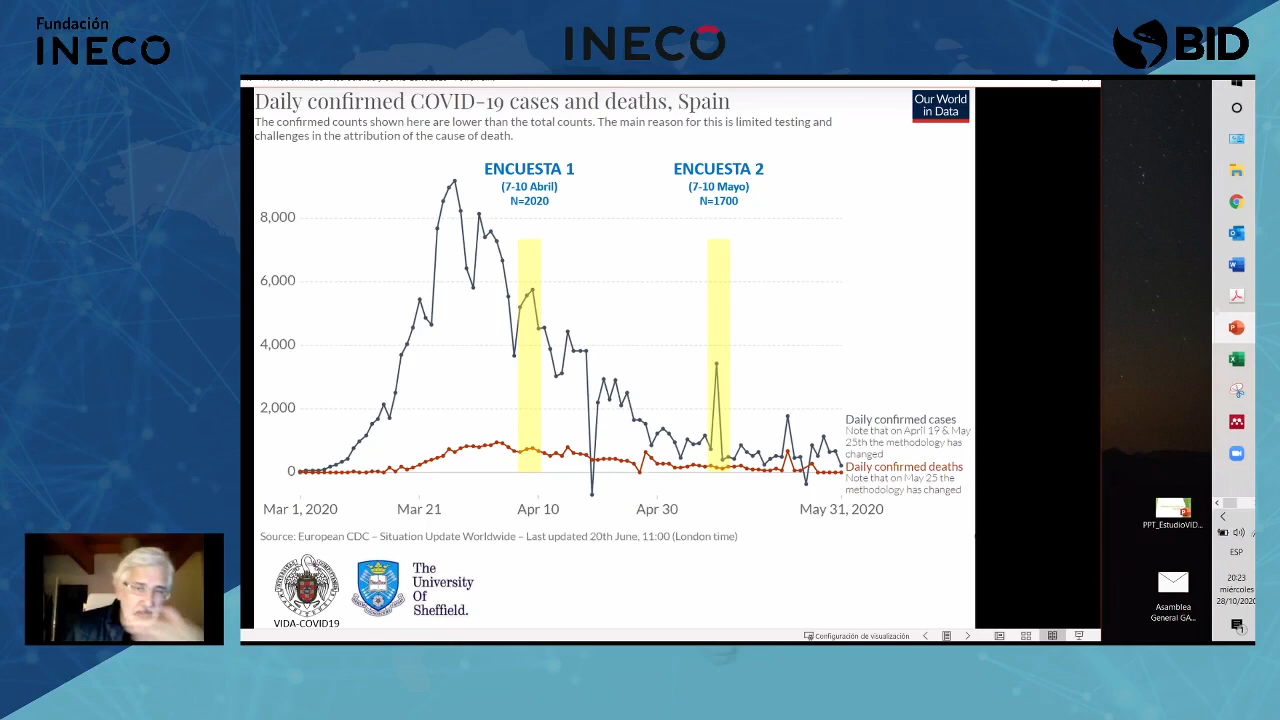 Fundación
INECO
INECO
BID
Daily confirmed COVID-19 cases and deaths, Spain
Our World
in Data
The confirmed counts shown here are lower than the total counts. The main reason for this is limited testing and
challenges in the attribution of the cause of death.
ENCUESTA 1
(7-10 Abril)
N=2020
ENCUESTA 2
(7-10 Mayo)
N=1700
8,000
6,000
4,000
2,000
0
Daily confirmed cases
Note that on April 19 & May
25th the methodology has
changed
Daily confirmed deaths
Note that on May 25 the
methodology has changed
Mar 1, 2020
Mar 21
Apr 10
Apr 30
May 31, 2020
Source: European CDC – Situation Update Worldwide – Last updated 20th June, 11:00 (London time)
VIDA-COVID19
The
University
Of
Sheffield.
Configuración de visualización
PPT_EstudioVID...
Asamblea
General GA...
ESP
20:23
miércoles
28/10/2020